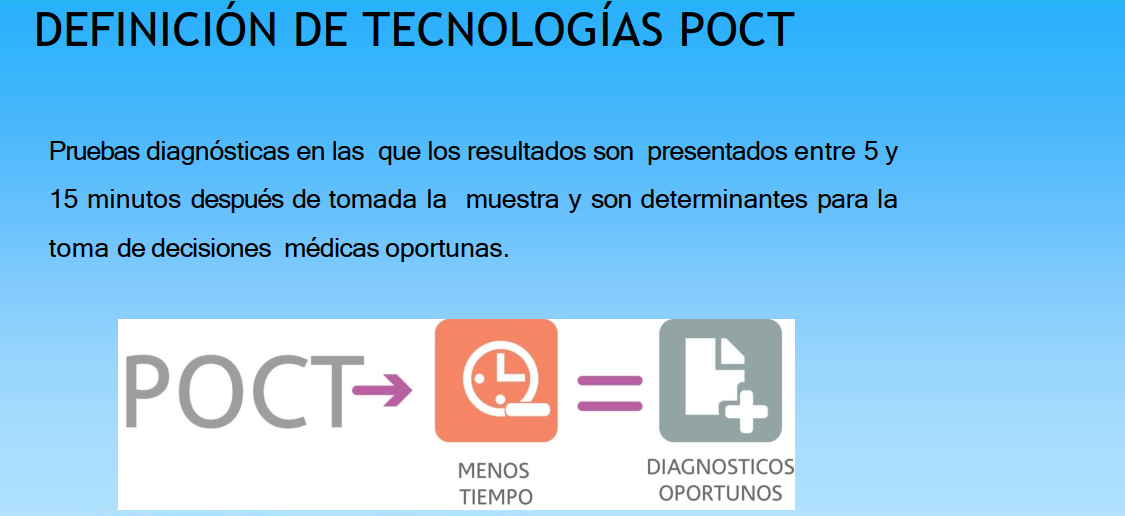 DEFINICIÓN DE TECNOLOGÍAS POCT
Pruebas diagnósticas en las que los resultados son presentados entre 5 y
15 minutos después de tomada la muestra y son determinantes para la
toma de decisiones médicas oportunas.
POCT
MENOS
TIEMPO
DIAGNOSTICOS
OPORTUNOS